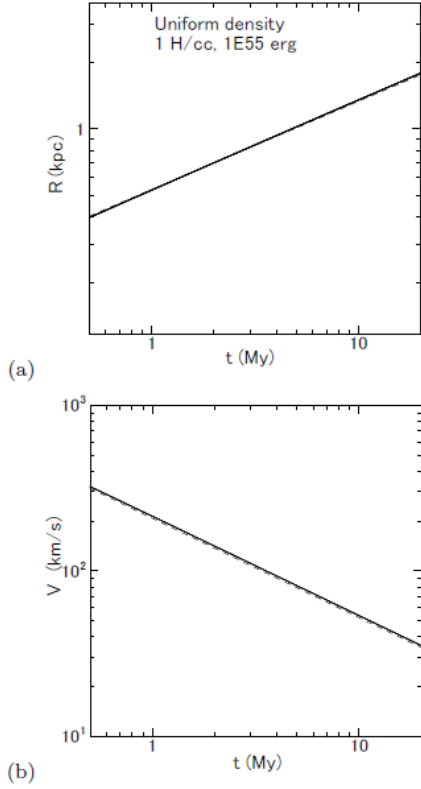 Uniform density
1 H/cc, 1E55 erg
1
R (kpc)
1
10
t (My)
(a)
10³
10²
10¹
V (km/s)
1
10
t (My)
(b)